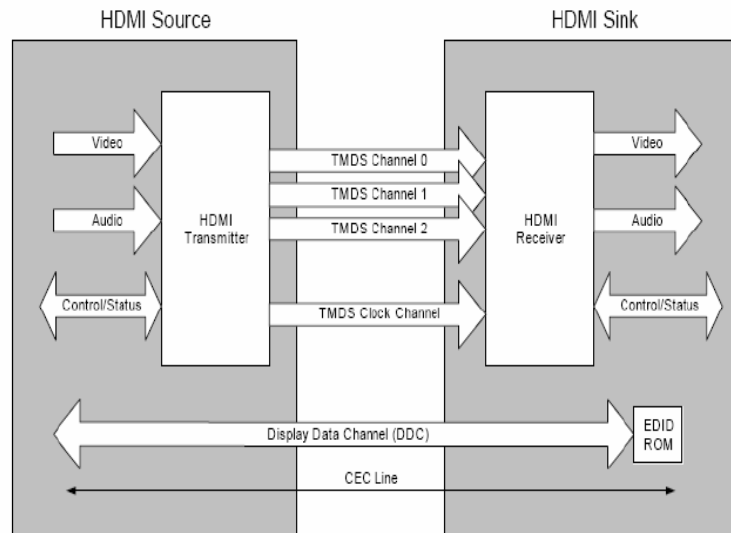 HDMI Source
HDMI Sink
Video
Audio
Control/Status
HDMI
Transmitter
TMDS Channel 0
TMDS Channel 1
TMDS Channel 2
TMDS Clock Channel
HDMI
Receiver
Video
Audio
Control/Status
Display Data Channel (DDC)
EDID
ROM
CEC Line